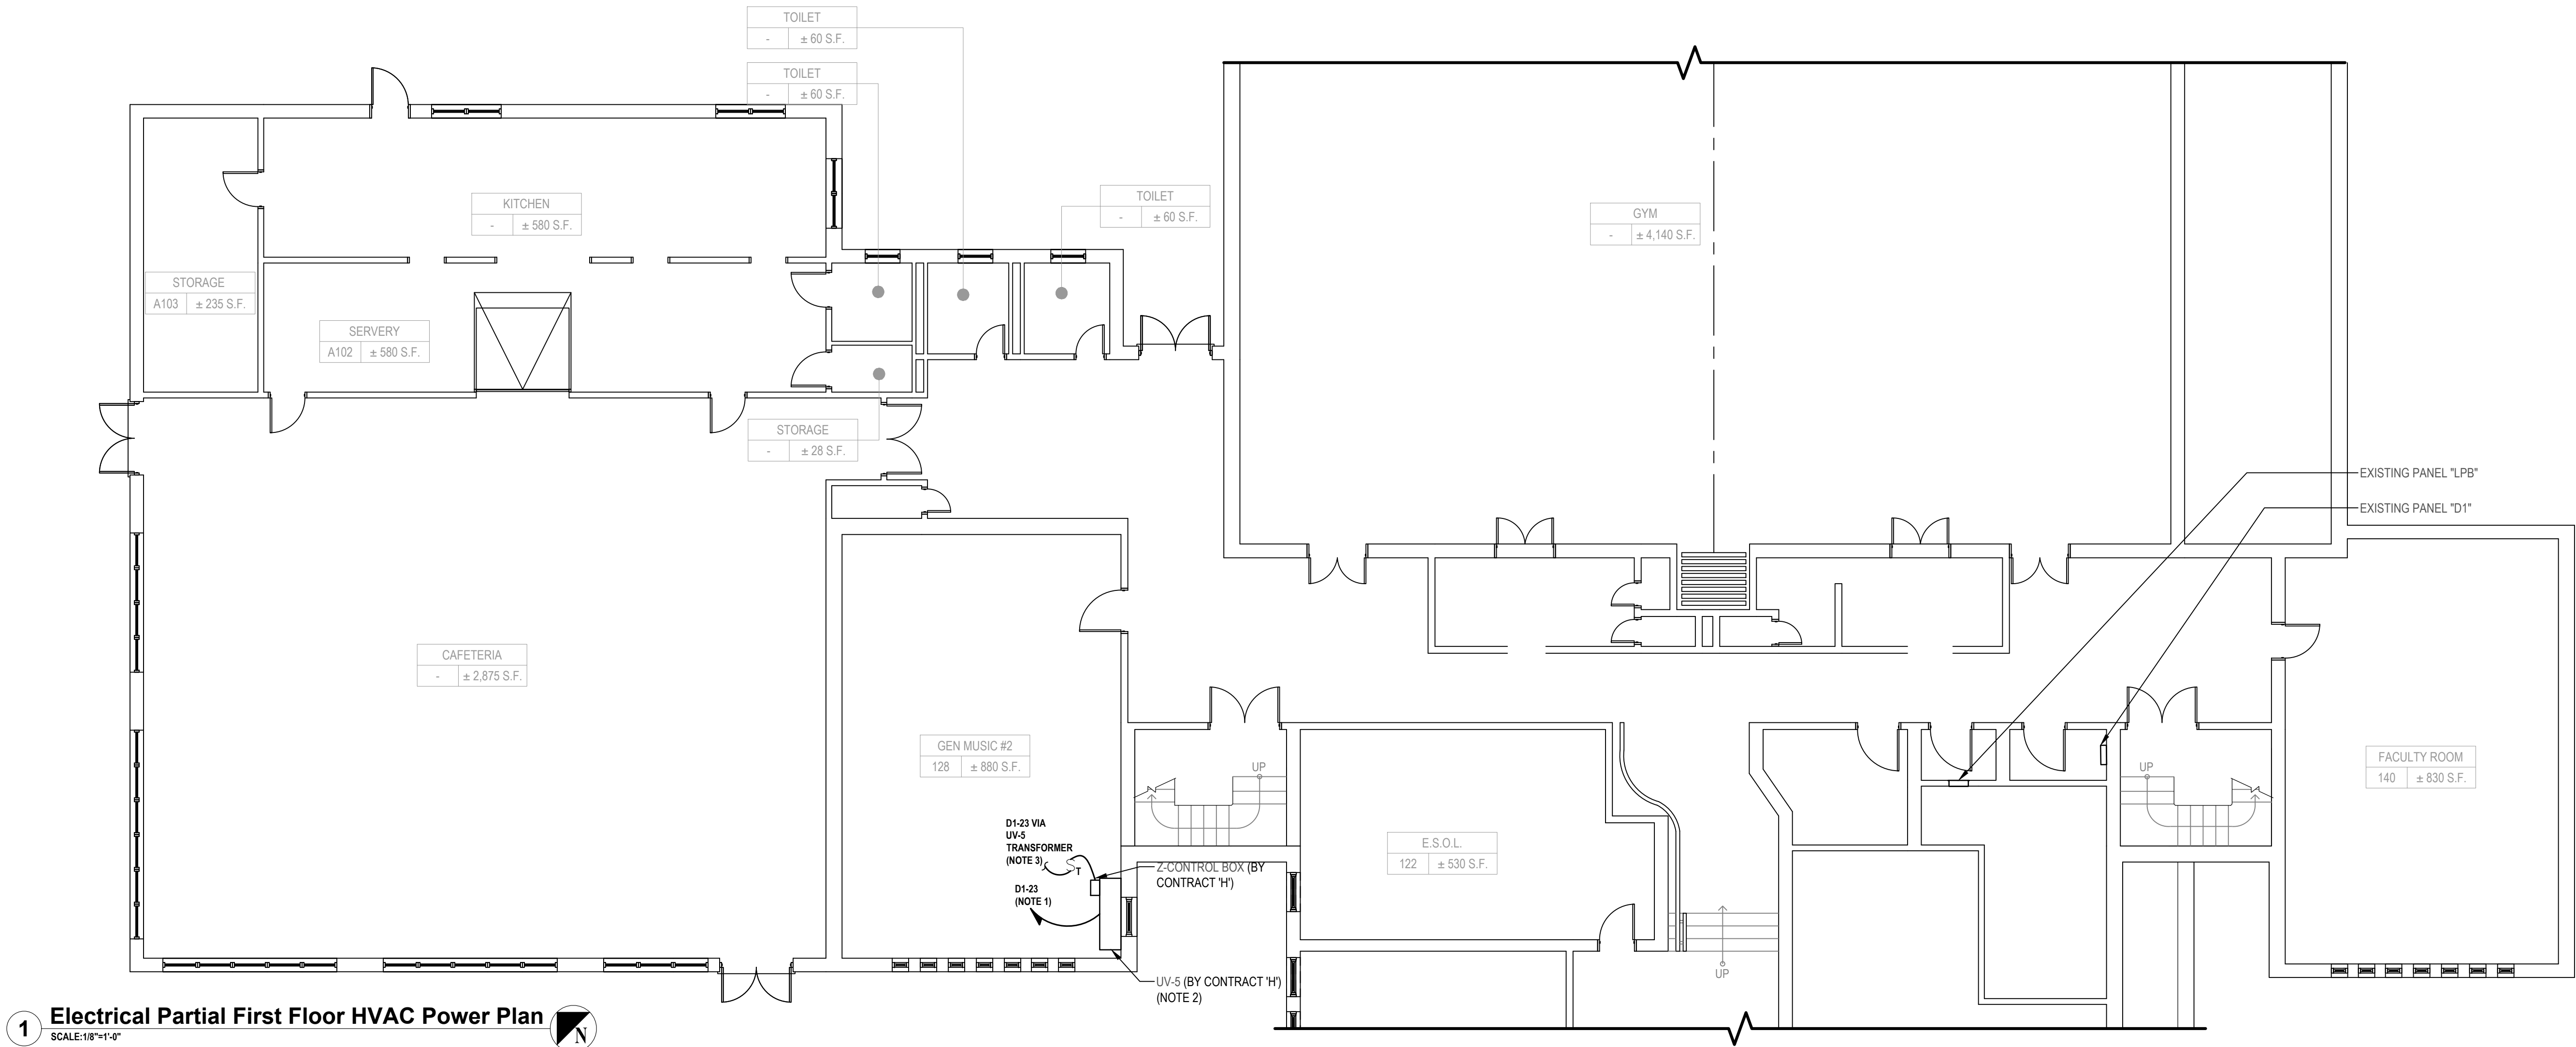 TOILET
- ± 60 S.F.
TOILET
- ± 60 S.F.
TOILET
- ± 60 S.F.
KITCHEN
- ± 580 S.F.
GYM
- ± 4,140 S.F.
STORAGE
A103 ± 235 S.F.
SERVERY
A102 ± 580 S.F.
STORAGE
- ± 28 S.F.
EXISTING PANEL "LPB"
EXISTING PANEL "D1"
CAFETERIA
- ± 2,875 S.F.
GEN MUSIC #2
128 ± 880 S.F.
UP
UP
FACULTY ROOM
140 ± 830 S.F.
D1-23 VIA
UV-5
TRANSFORMER
(NOTE 3)
S T
Z-CONTROL BOX (BY
CONTRACT 'H')
D1-23
(NOTE 1)
E.S.O.L.
122 ± 530 S.F.
UP
UV-5 (BY CONTRACT 'H')
(NOTE 2)
1 Electrical Partial First Floor HVAC Power Plan
SCALE:1/8"=1'-0"
N